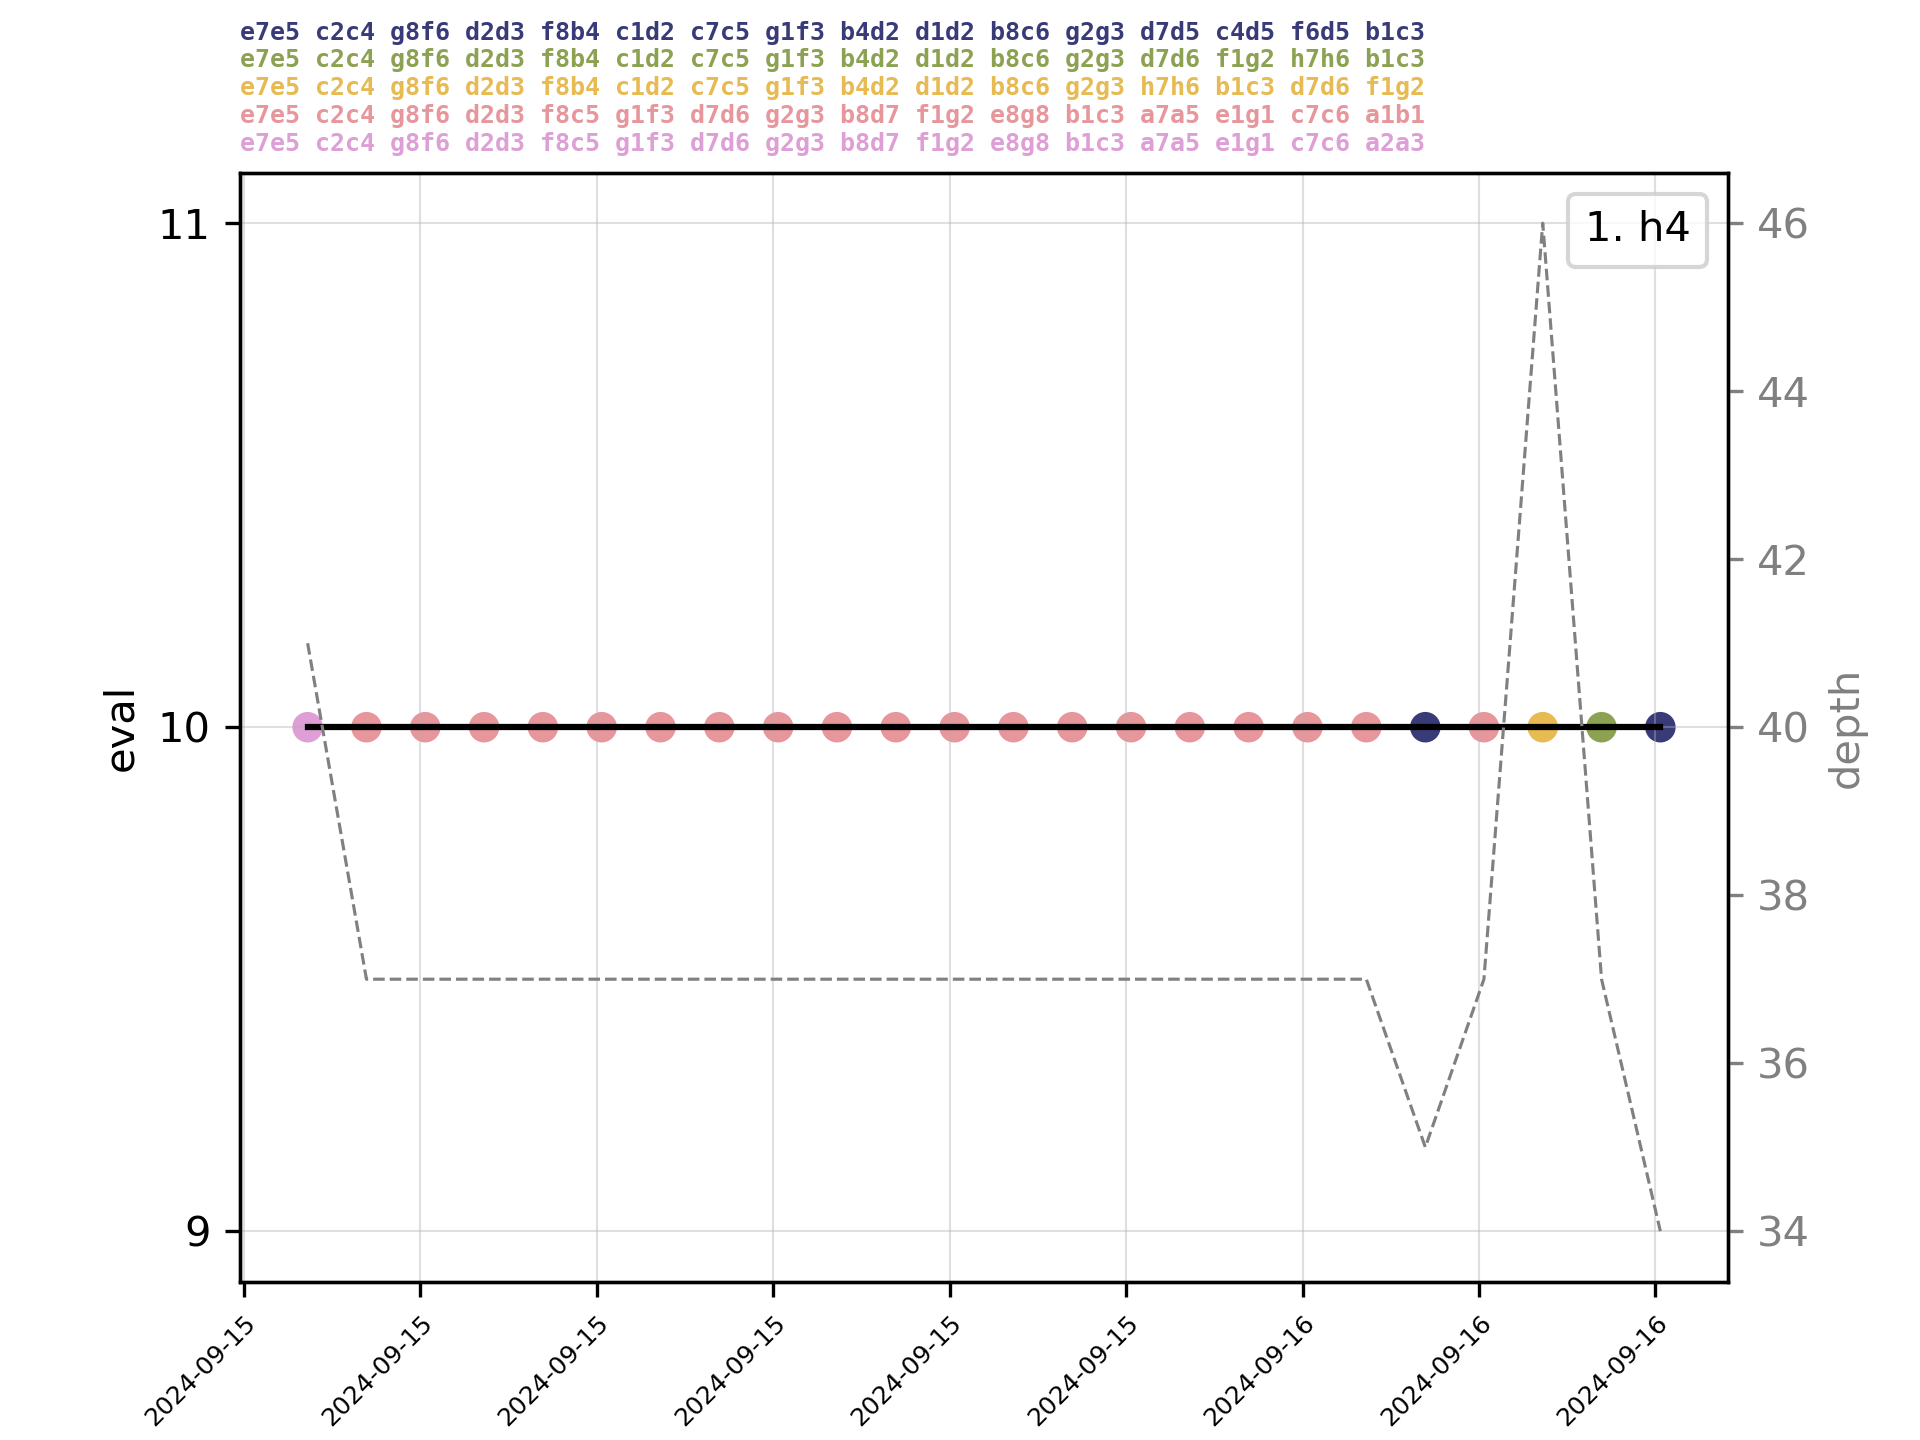 e7e5 c2c4 g8f6 d2d3 f8b4 c1d2 c7c5 g1f3 b4d2 d1d2 b8c6 g2g3 d7d5 c4d5 f6d5 b1c3
e7e5 c2c4 g8f6 d2d3 f8b4 c1d2 c7c5 g1f3 b4d2 d1d2 b8c6 g2g3 d7d6 f1g2 h7h6 b1c3
e7e5 c2c4 g8f6 d2d3 f8b4 c1d2 c7c5 g1f3 b4d2 d1d2 b8c6 g2g3 h7h6 b1c3 d7d6 f1g2
e7e5 c2c4 g8f6 d2d3 f8c5 g1f3 d7d6 g2g3 b8d7 f1g2 e8g8 b1c3 a7a5 e1g1 c7c6 a1b1
e7e5 c2c4 g8f6 d2d3 f8c5 g1f3 d7d6 g2g3 b8d7 f1g2 e8g8 b1c3 a7a5 e1g1 c7c6 a2a3
1. h4
11
10
9
eval
46
44
42
40
38
36
34
depth
2024-09-15
2024-09-15
2024-09-15
2024-09-15
2024-09-15
2024-09-15
2024-09-16
2024-09-16
2024-09-16